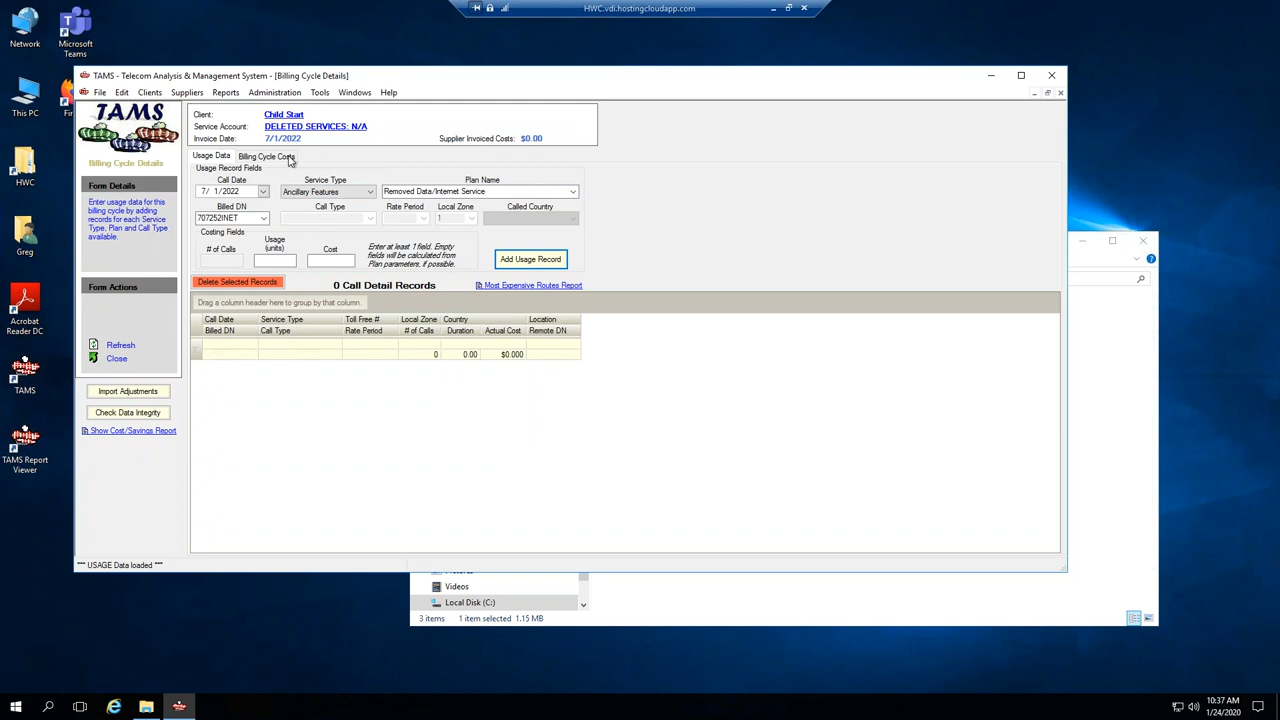 HWC.vdi.hostingcloudapp.com
Network
Microsoft
Teams
This PC
HWC
Greg
Acrobat
Reader DC
TAMS
TAMS Report
Viewer
TAMS - Telecom Analysis & Management System - [Billing Cycle Details]
File Edit Clients Suppliers Reports Administration Tools Windows Help
TAMS
Billing Cycle Details
Form Details
Enter usage data for this
billing cycle by adding
records for each Service
Type, Plan and Call Type
available.
Form Actions
Refresh
Close
Import Adjustments
Check Data Integrity
Show Cost/Savings Report
Client: Child Start
Service Account: DELETED SERVICES: N/A
Invoice Date: 7/1/2022 Supplier Invoiced Costs: $0.00
Usage Data Billing Cycle Costs
Usage Record Fields
Call Date Service Type Plan Name
7/ 1/2022 Ancillary Features Removed Data/Internet Service
Billed DN Call Type Rate Period Local Zone Called Country
707252INET 1
Costing Fields
# of Calls Usage
(units) Cost
Enter at least 1 field. Empty
fields will be calculated from
Plan parameters, if possible.
Add Usage Record
Delete Selected Records 0 Call Detail Records Most Expensive Routes Report
Drag a column header here to group by that column.
Call Date Service Type Toll Free # Local Zone Country Location
Billed DN Call Type Rate Period # of Calls Duration Actual Cost Remote DN
0 0.00 $0.000
*** USAGE Data loaded ***
Videos
Local Disk (C:)
3 items 1 item selected 1.15 MB
10:37 AM
1/24/2020